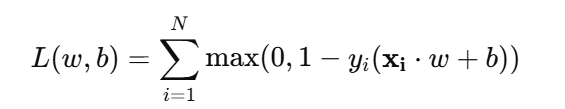 L(w, b) = \sum_{i=1}^{N} \max(0, 1 - y_i(\mathbf{x_i} \cdot w + b))